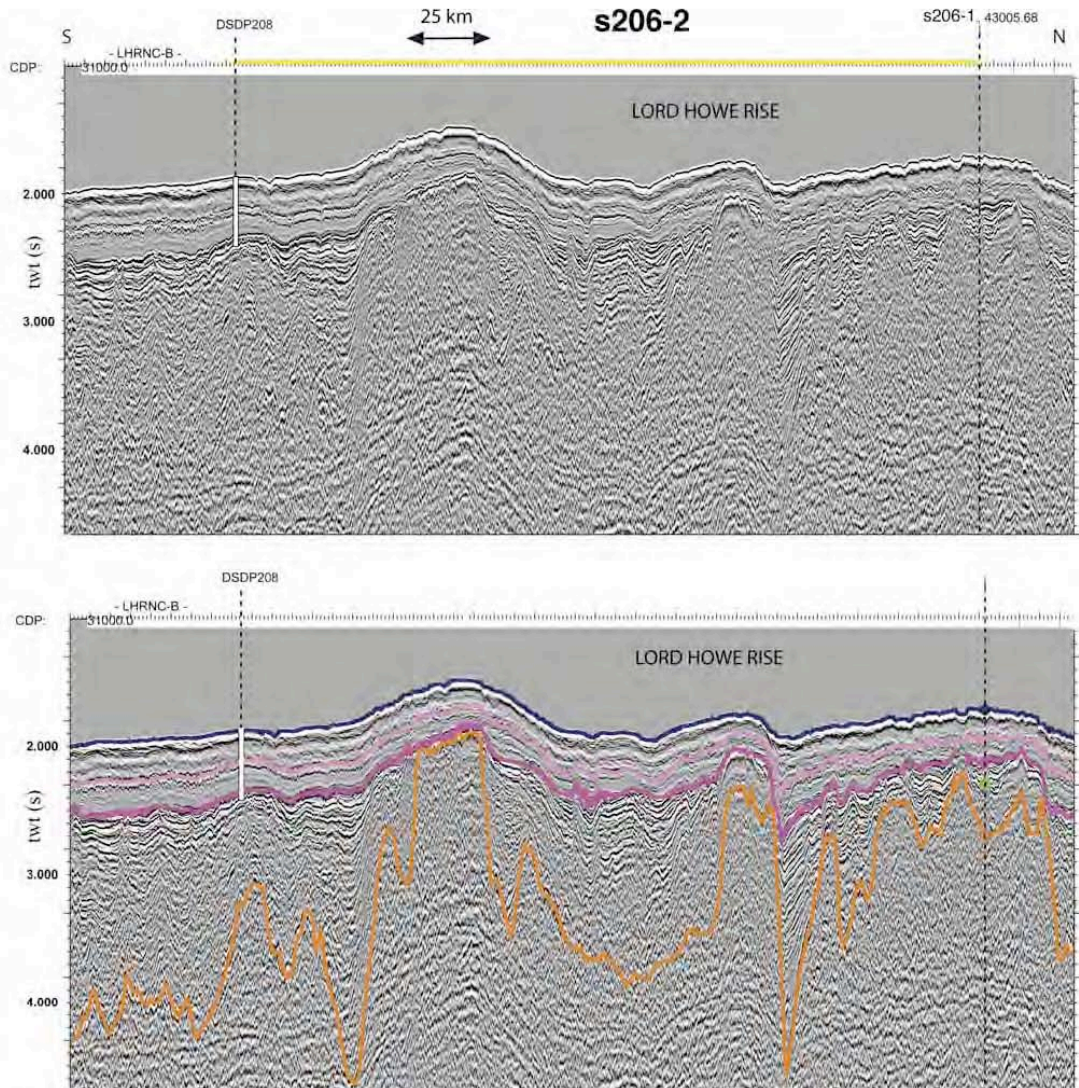 25 km
s206-2
DSDP208
s206-1, 43005.68
S
N
- LHRNC-B -
CDP: 31000.0
LORD HOWE RISE
2.000
twt (s)
3.000
4.000
DSDP208
- LHRNC-B -
CDP: 31000.0
LORD HOWE RISE
2.000
twt (s)
3.000
4.000